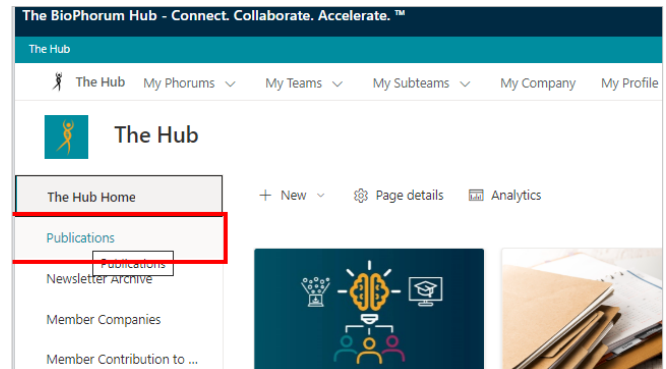 The BioPhorum Hub - Connect. Collaborate. Accelerate. ™
The Hub
The Hub My Phorums My Teams My Subteams My Company My Profile
The Hub
The Hub Home
+ New Page details Analytics
Publications
Publications
Newsletter Archive
Member Companies
Member Contribution to ...